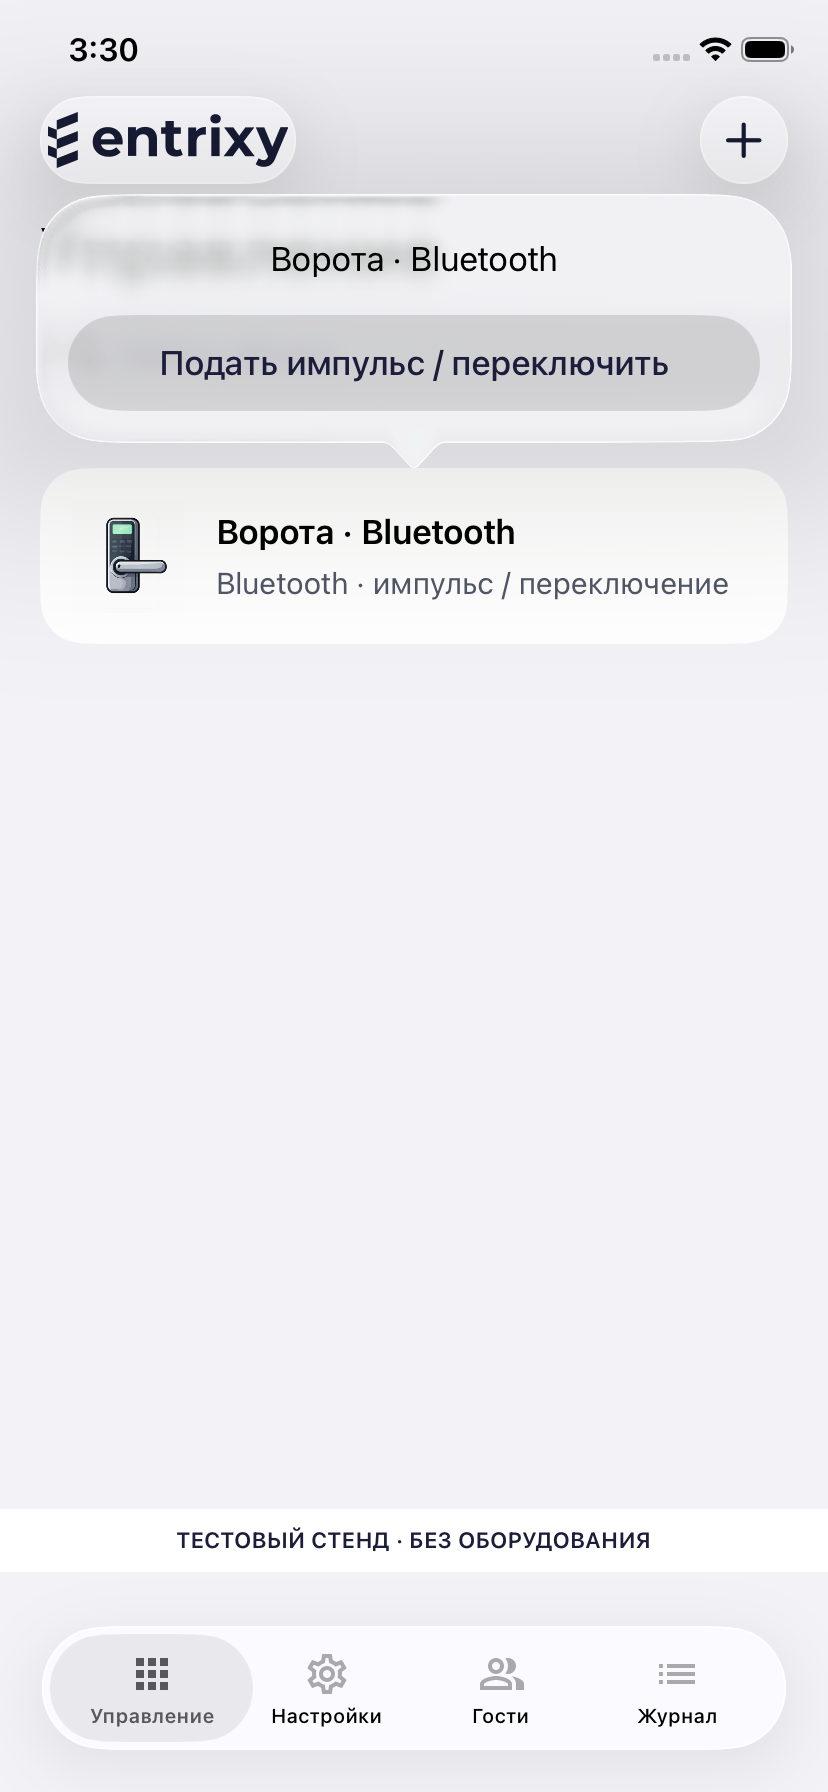 3:30
entrixy
Ворота · Bluetooth
Подать импульс / переключить
Ворота · Bluetooth
Bluetooth · импульс / переключение
ТЕСТОВЫЙ СТЕНД · БЕЗ ОБОРУДОВАНИЯ
Управление
Настройки
Гости
Журнал